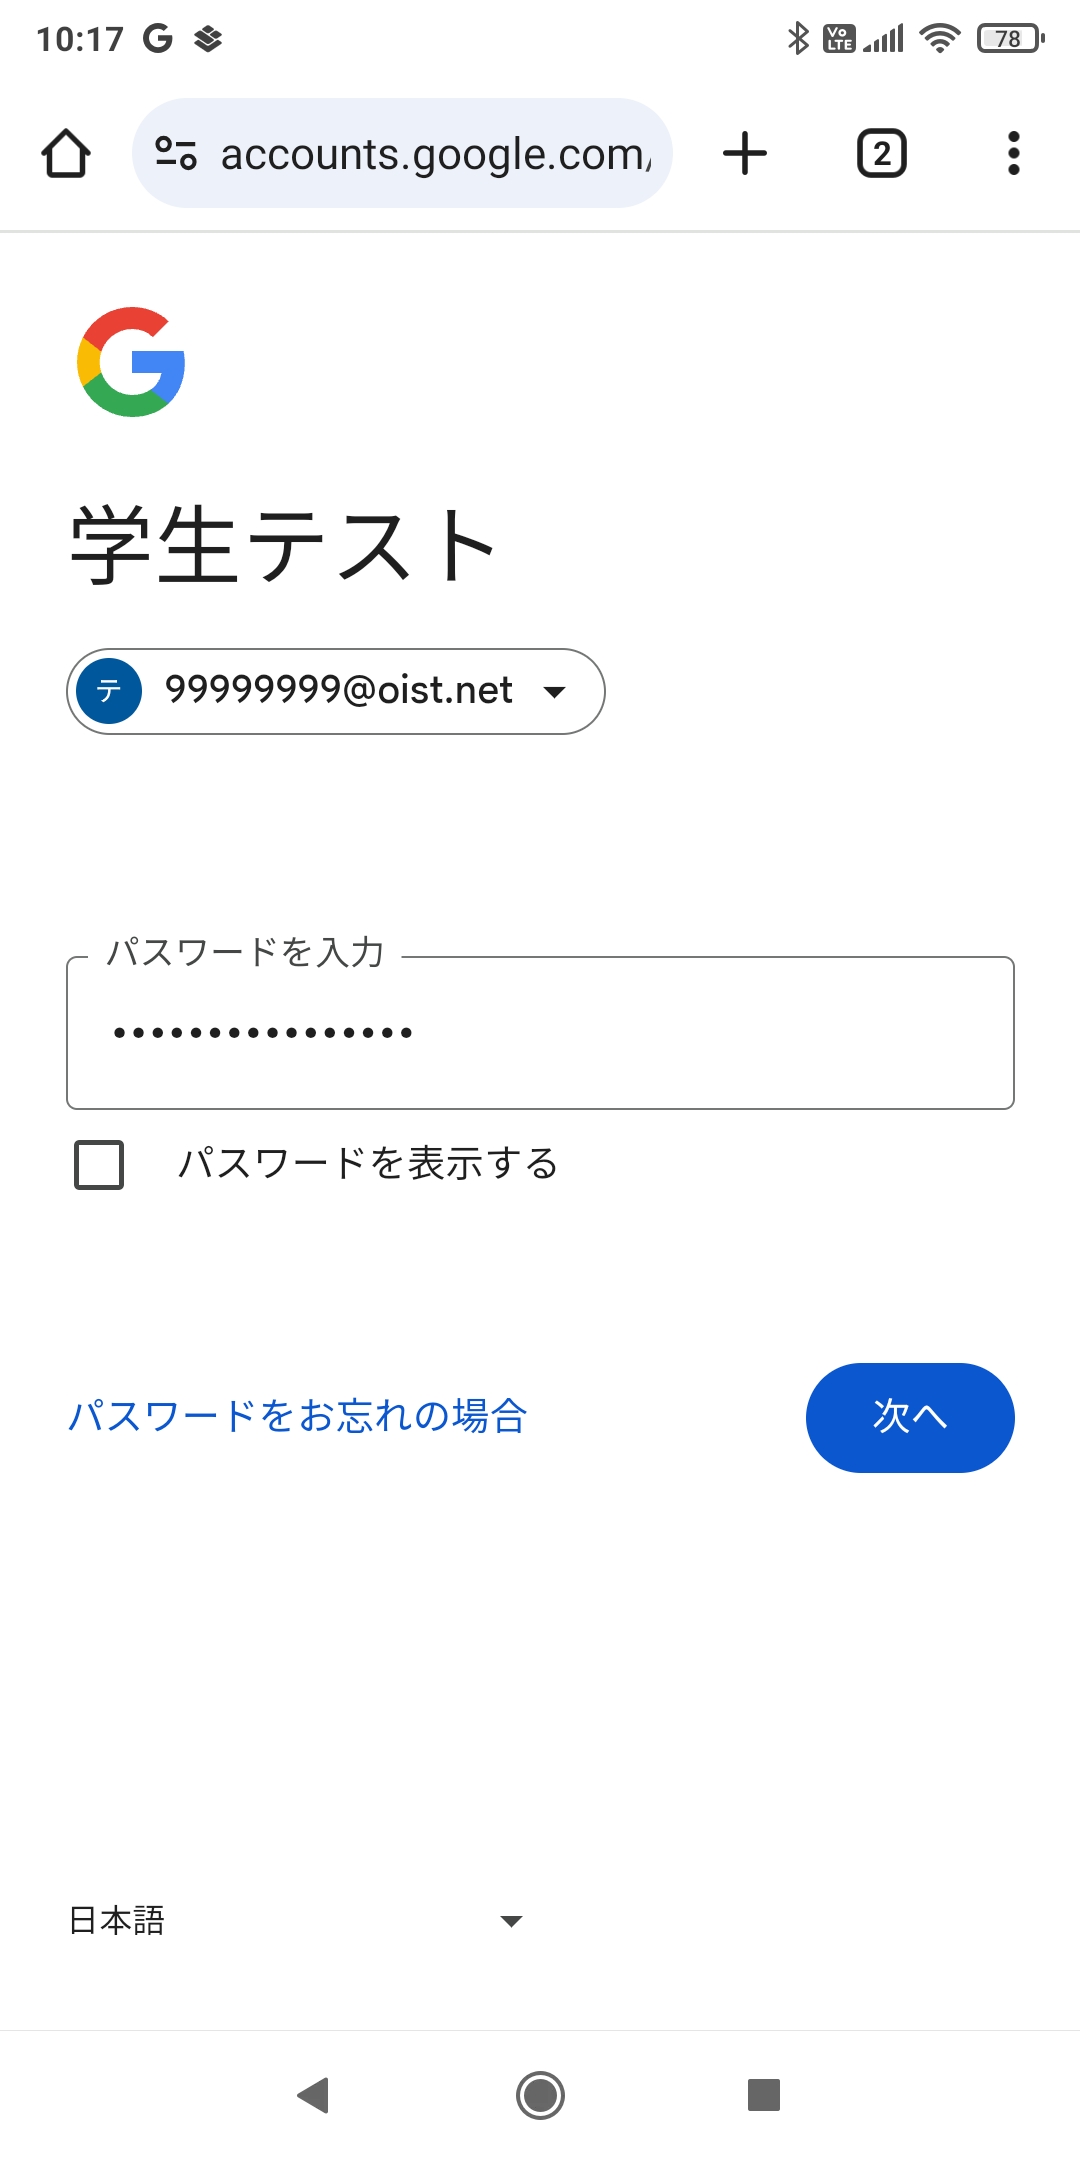 10:17
VoLTE
78
accounts.google.com/
2
学生テスト
テ 99999999@oist.net
パスワードを入力
••••••••••••••••
パスワードを表示する
パスワードをお忘れの場合
次へ
日本語